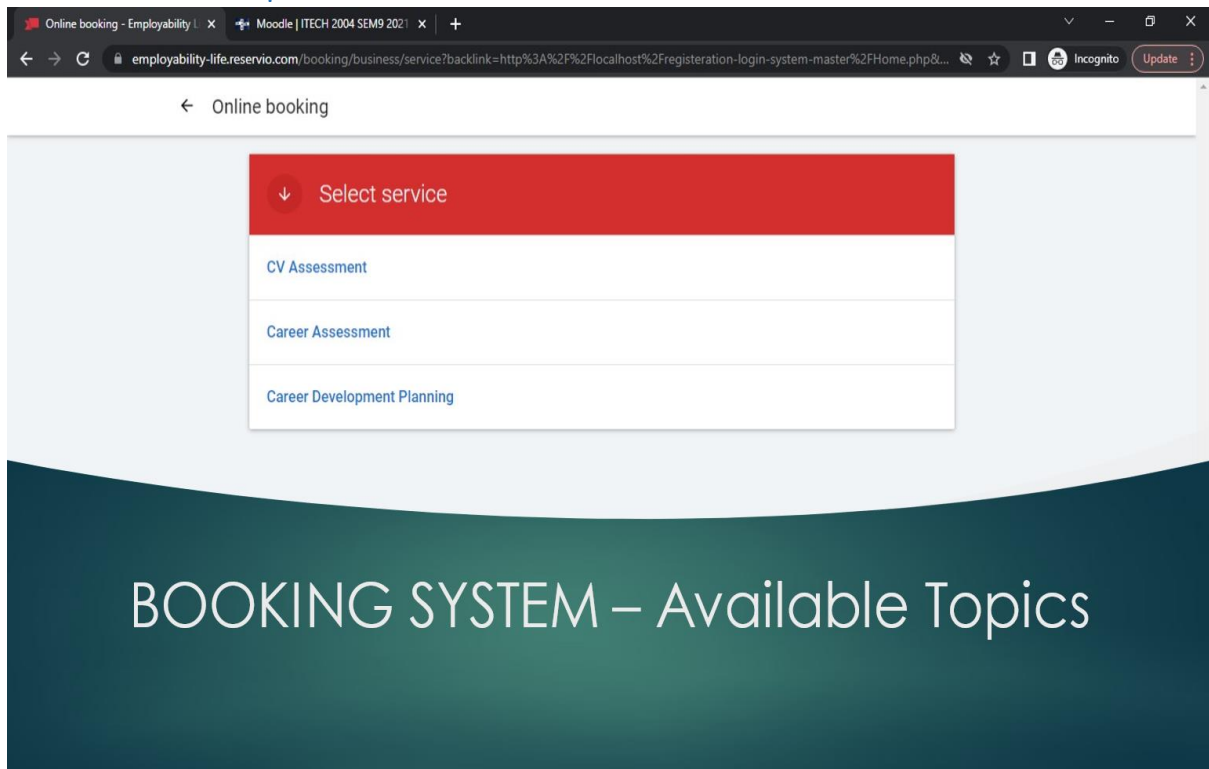 Online booking - Employability L
Moodle | ITECH 2004 SEM9 2021
employability-life.reservio.com/booking/business/service?backlink=http%3A%2F%2Flocalhost%2Fregisteration-login-system-master%2FHome.php&...
Incognito
Update
Online booking
Select service
CV Assessment
Career Assessment
Career Development Planning
BOOKING SYSTEM – Available Topics